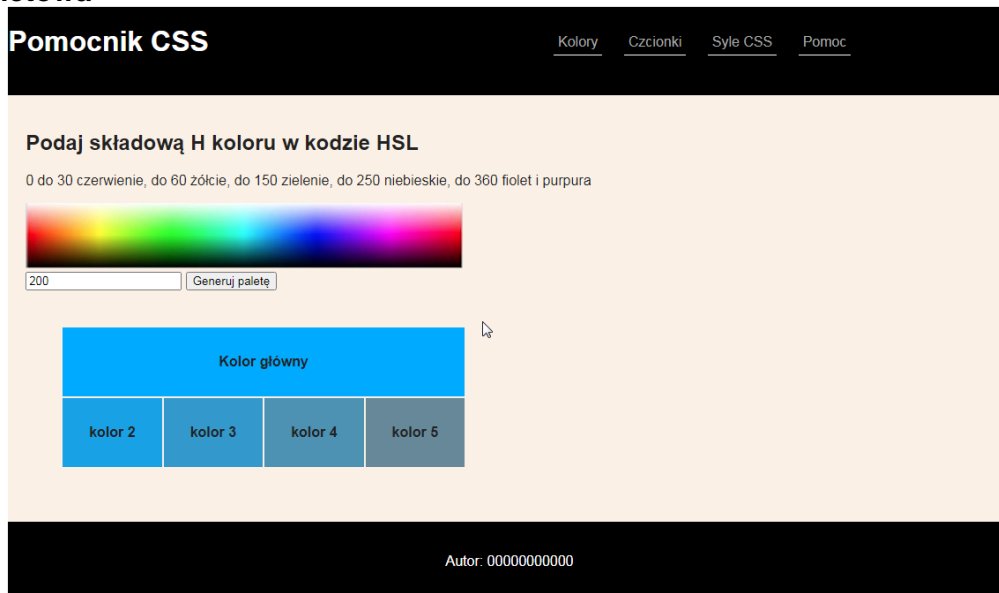 Pomocnik CSS
Kolory Czcionki Syle CSS Pomoc
Podaj składową H koloru w kodzie HSL
0 do 30 czerwienie, do 60 żółcie, do 150 zielenie, do 250 niebieskie, do 360 fiolet i purpura
200 Generuj paletę
Kolor główny
kolor 2 kolor 3 kolor 4 kolor 5
Autor: 00000000000